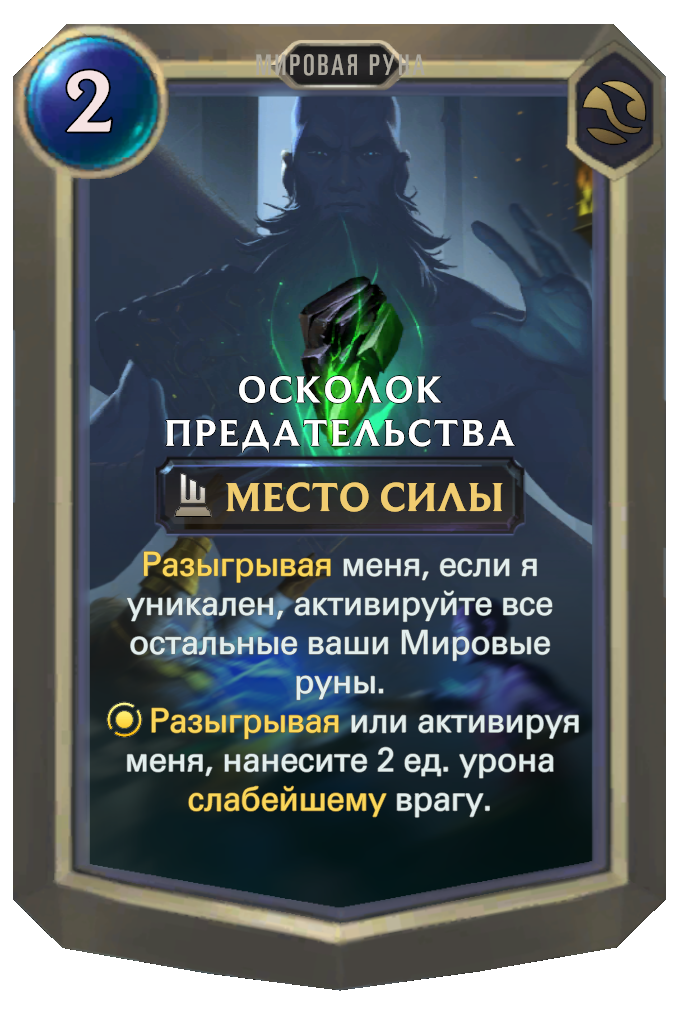 2
МИРОВАЯ РУНА
ОСКОЛОК
ПРЕДАТЕЛЬСТВА
МЕСТО СИЛЫ
Разыгрывая меня, если я
уникален, активируйте все
остальные ваши Мировые
руны.
Разыгрывая или активируя
меня, нанесите 2 ед. урона
слабейшему врагу.